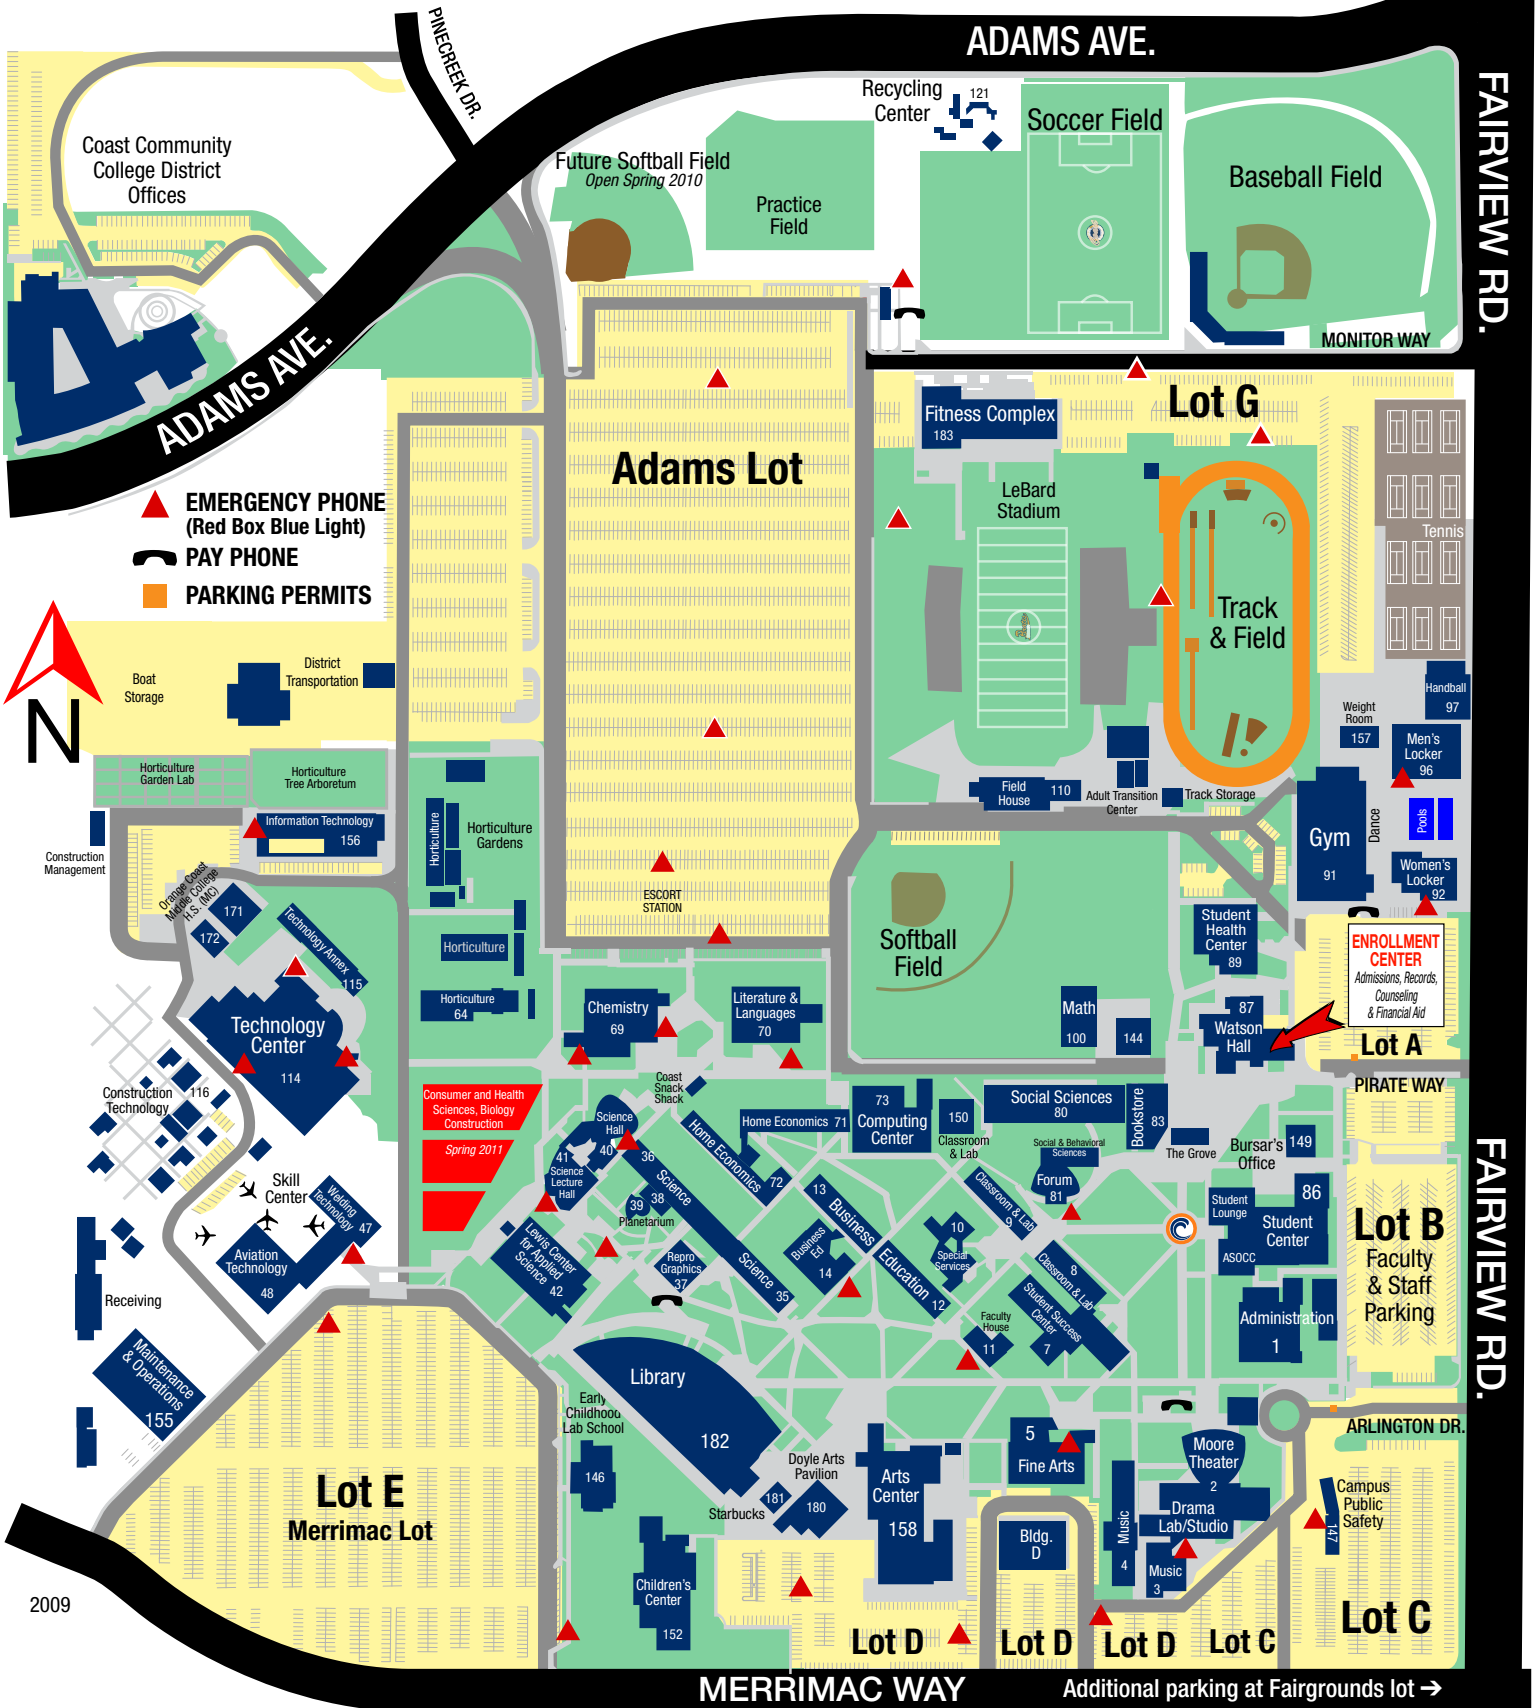 ADAMS AVE.
PINECREEK DR.
FAIRVIEW RD.
Recycling
Center
121
Soccer Field
Baseball Field
Coast Community
College District
Offices
Future Softball Field
Open Spring 2010
Practice
Field
MONITOR WAY
ADAMS AVE.
Lot G
Fitness Complex
183
Adams Lot
EMERGENCY PHONE
(Red Box Blue Light)
PAY PHONE
PARKING PERMITS
N
LeBard
Stadium
Tennis
Track
& Field
Boat
Storage
District
Transportation
Handball
97
Weight
Room
157
Men's
Locker
96
Horticulture
Garden Lab
Horticulture
Tree Arboretum
Field
House
110
Adult Transition
Center
Track Storage
Pools
Dance
Gym
91
Women's
Locker
92
Information Technology
156
Construction
Management
Horticulture
Horticulture
Gardens
Orange Coast
Middle College
H.S. (MC)
171
172
Technology Annex
115
ESCORT
STATION
Horticulture
Horticulture
64
Softball
Field
Student
Health
Center
89
ENROLLMENT
CENTER
Admissions, Records,
Counseling
& Financial Aid
Technology
Center
114
Chemistry
69
Literature &
Languages
70
Math
100
144
87
Watson
Hall
Lot A
PIRATE WAY
Construction
Technology
116
Consumer and Health
Sciences, Biology
Construction
Spring 2011
Coast
Snack
Shack
Science
Hall
40
41
Science
Lecture
Hall
36
Science
38
39
Planetarium
Home Economics
72
Home Economics 71
73
Computing
Center
150
Classroom
& Lab
Social Sciences
80
Bookstore
83
The Grove
Bursar's
Office
149
Social & Behavioral
Sciences
Forum
81
Skill
Center
Welding
Technology
47
Aviation
Technology
48
Lewis Center
for Applied
Science
42
Repro
Graphics
37
Science
35
13
Business
Business
Ed
14
Education
12
10
Special
Services
Classroom & Lab
9
8
Classroom & Lab
Student Success
Center
7
Faculty
House
11
Student
Lounge
86
Student
Center
ASOCC
Lot B
Faculty
& Staff
Parking
FAIRVIEW RD.
Administration
1
Receiving
Maintenance
& Operations
155
Library
182
Early
Childhood
Lab School
146
ARLINGTON DR.
Lot E
Merrimac Lot
Doyle Arts
Pavilion
180
181
Starbucks
Arts
Center
158
5
Fine Arts
Bldg.
D
Music
4
Moore
Theater
2
Drama
Lab/Studio
Music
3
Campus
Public
Safety
147
Children's
Center
152
2009
Lot D
Lot D
Lot D
Lot C
Lot C
MERRIMAC WAY
Additional parking at Fairgrounds lot →